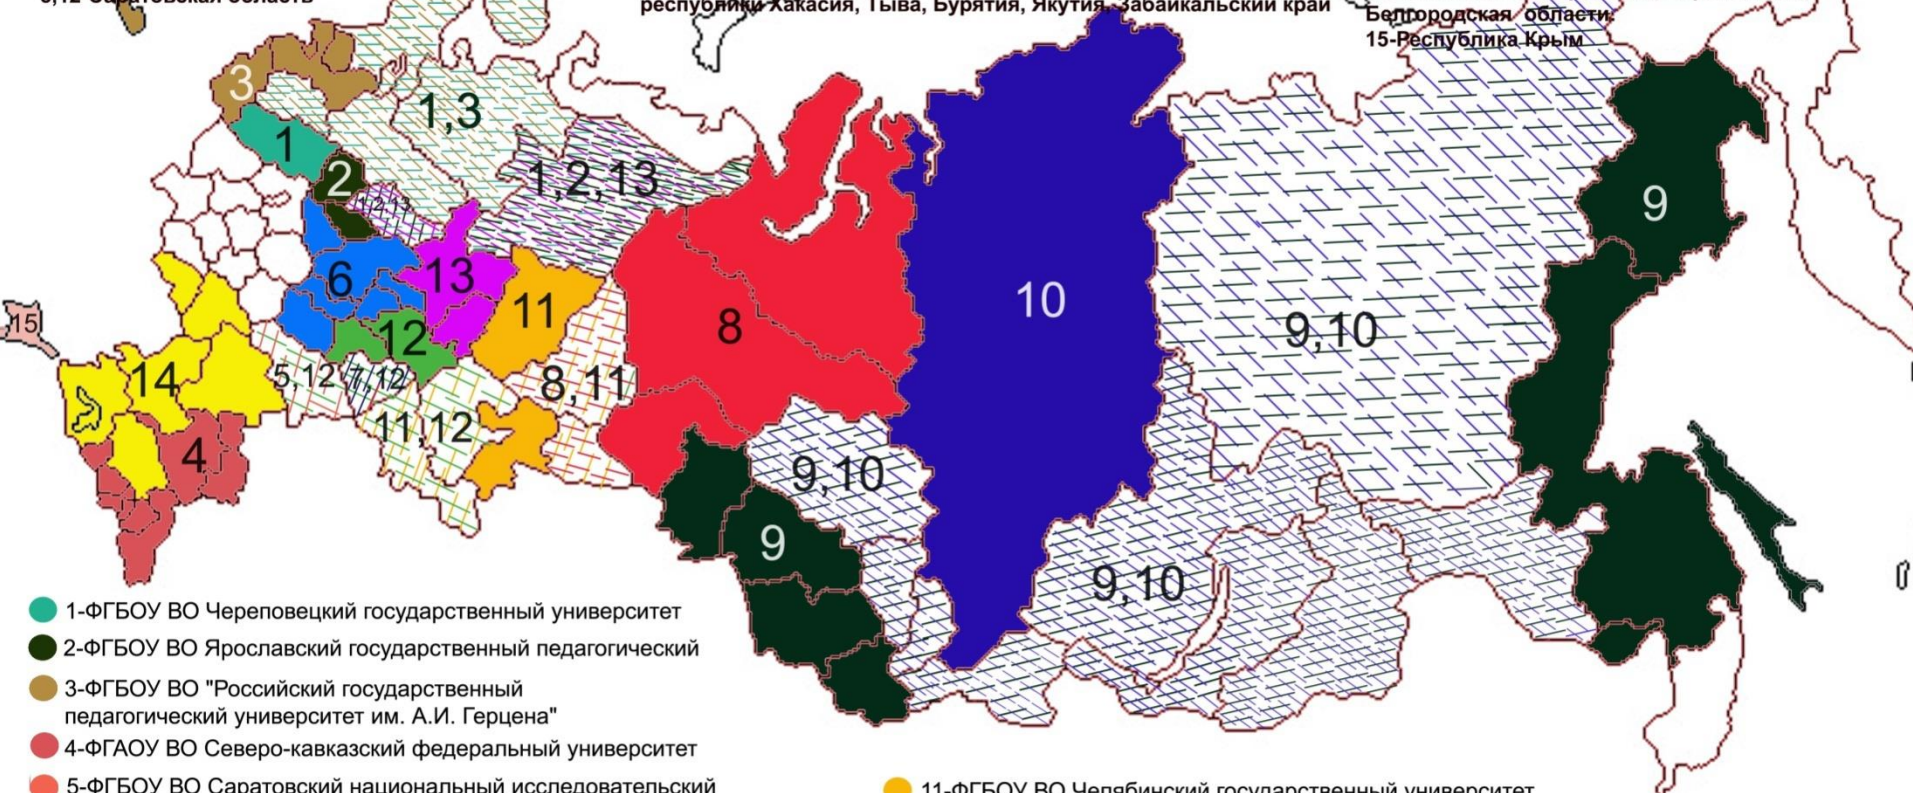 республики Хакасия, Тыва, Бурятия, Якутия, Забайкальский край
Белгородская области.
15-Республика Крым
3
1
1,3
2
1,2,13
1,2,13
6
13
11
12
15
14
5,12
7,12
8,11
11,12
4
8
10
9,10
9
9,10
9
9,10
1-ФГБОУ ВО Череповецкий государственный университет
2-ФГБОУ ВО Ярославский государственный педагогический
3-ФГБОУ ВО "Российский государственный
педагогический университет им. А.И. Герцена"
4-ФГАОУ ВО Северо-кавказский федеральный университет
5-ФГБОУ ВО Саратовский национальный исследовательский
11-ФГБОУ ВО Челябинский государственный университет